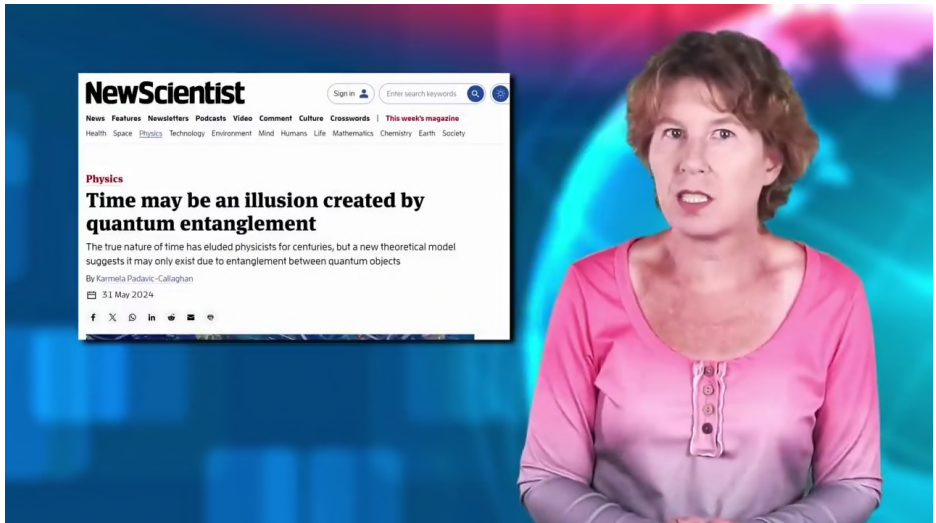 NewScientist
Sign in
Enter search keywords
News Features Newsletters Podcasts Video Comment Culture Crosswords | This week's magazine
Health Space Physics Technology Environment Mind Humans Life Mathematics Chemistry Earth Society
Physics
Time may be an illusion created by
quantum entanglement
The true nature of time has eluded physicists for centuries, but a new theoretical model
suggests it may only exist due to entanglement between quantum objects
By Karmela Padavic-Callaghan
31 May 2024